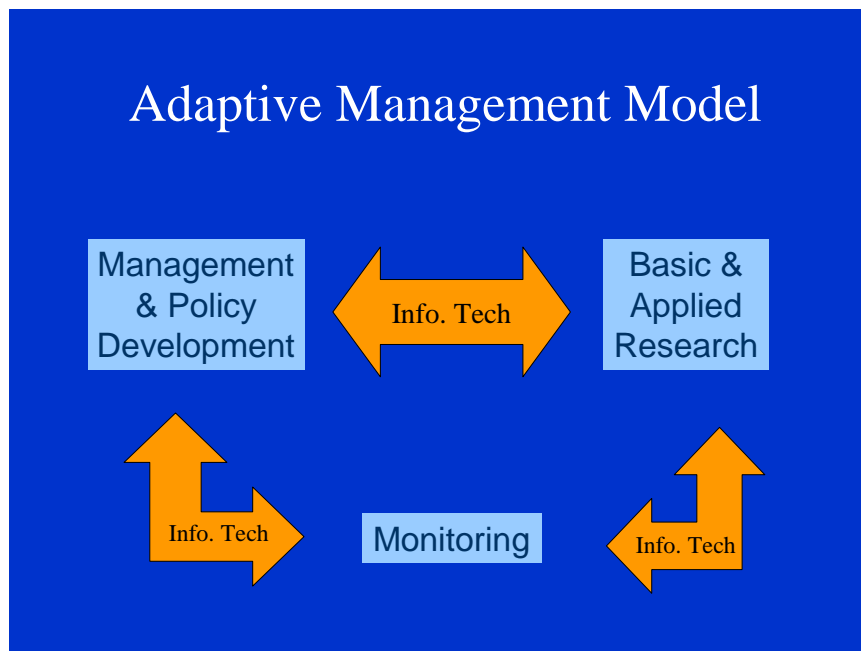 Adaptive Management Model
Management
& Policy
Development
Info. Tech
Basic &
Applied
Research
Info. Tech
Monitoring
Info. Tech